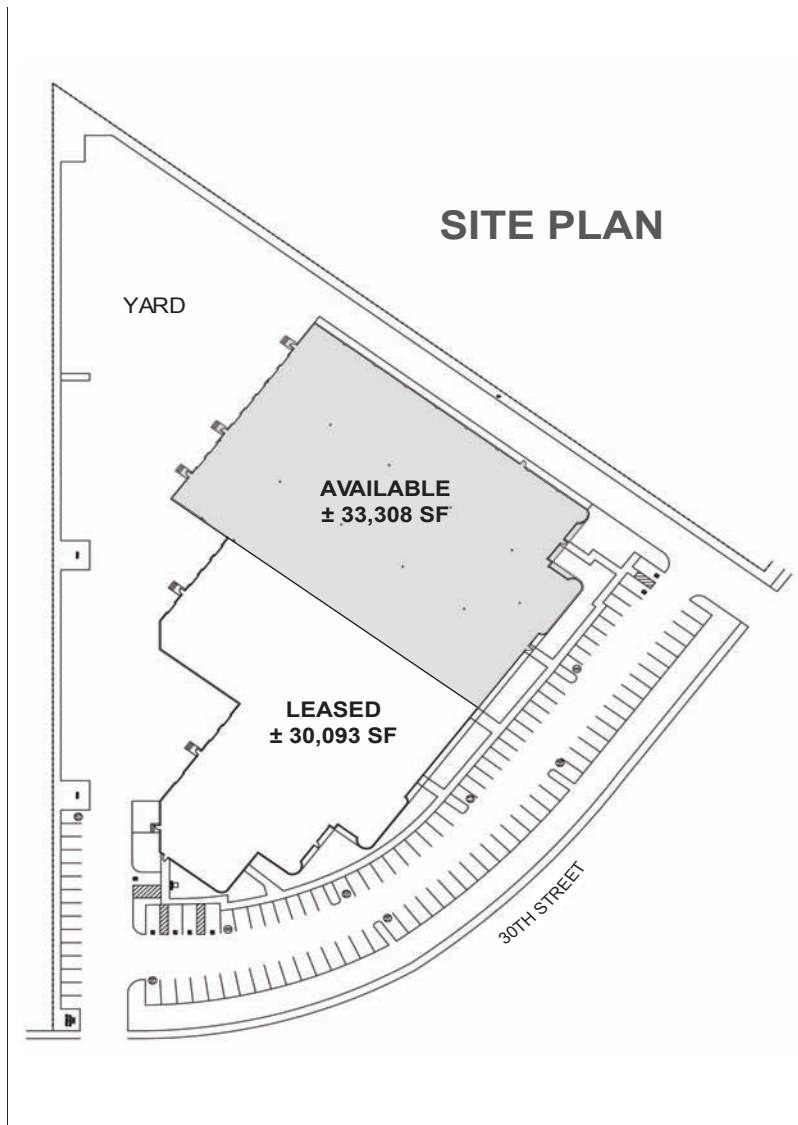 SITE PLAN
YARD
AVAILABLE
± 33,308 SF
LEASED
± 30,093 SF
30TH STREET